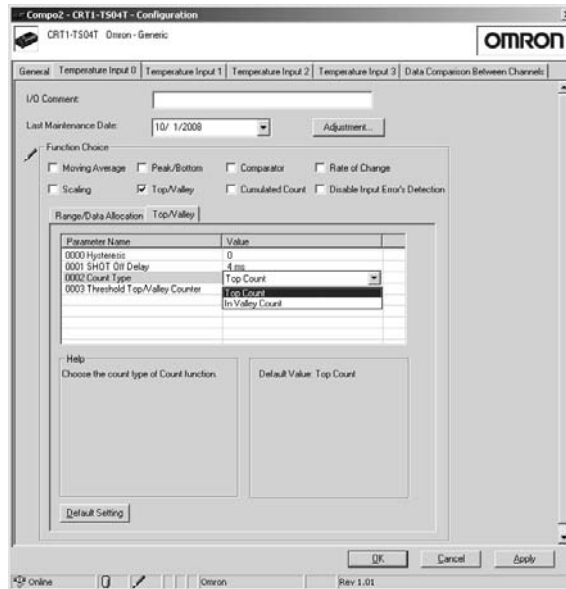 Compo2 - CRT1-TS04T - Configuration
CRT1-TS04T Omron - Generic
OMRON
General Temperature Input 0 Temperature Input 1 Temperature Input 2 Temperature Input 3 Data Comparison Between Channels
I/O Comment:
Last Maintenance Date: 10/ 1/2008 Adjustment...
Function Choice
Moving Average Peak/Bottom Comparator Rate of Change
Scaling Top/Valley Cumulated Count Disable Input Error's Detection
Range/Data Allocation Top/Valley
Parameter Name Value
0000 Hysteresis 0
0001 SHOT Off Delay 4 ms
0002 Count Type Top Count
0003 Threshold Top/Valley Counter Top Count
In Valley Count
Help
Choose the count type of Count function. Default Value: Top Count
Default Setting
OK Cancel Apply
Online Omron Rev 1.01